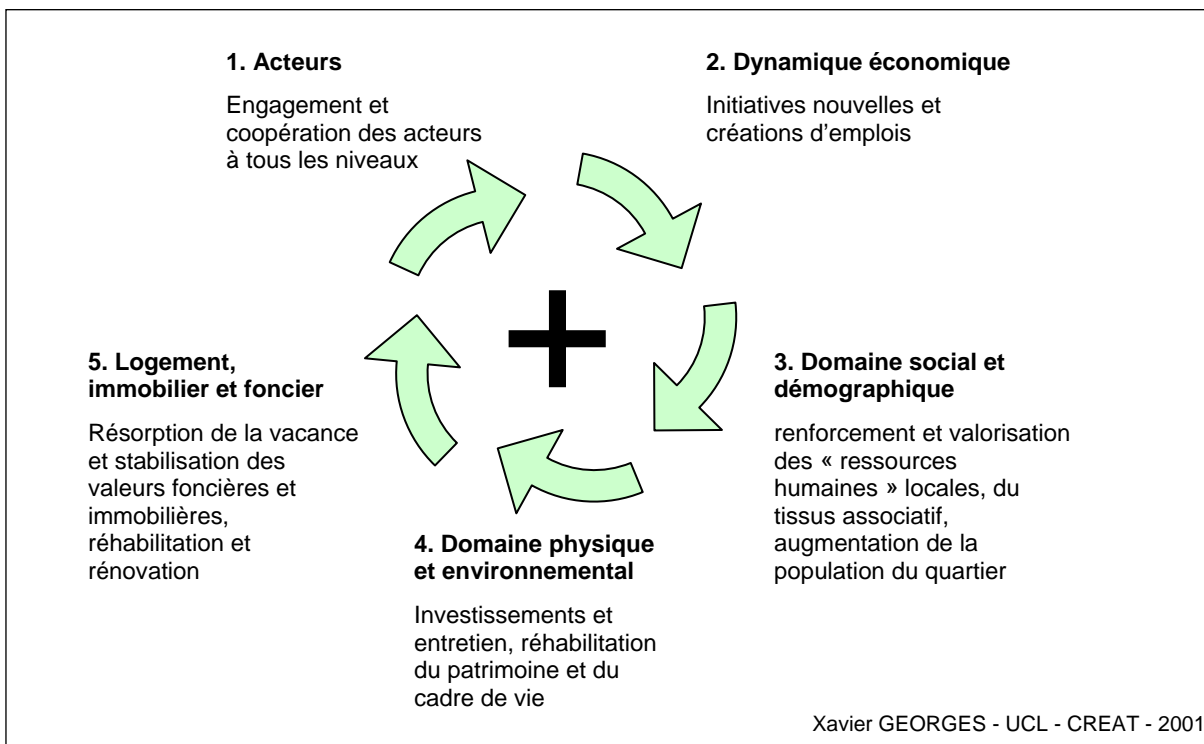 1. Acteurs
Engagement et
coopération des acteurs
à tous les niveaux
2. Dynamique économique
Initiatives nouvelles et
créations d'emplois
3. Domaine social et
démographique
renforcement et valorisation
des « ressources
humaines » locales, du
tissus associatif,
augmentation de la
population du quartier
4. Domaine physique
et environnemental
Investissements et
entretien, réhabilitation
du patrimoine et du
cadre de vie
5. Logement,
immobilier et foncier
Résorption de la vacance
et stabilisation des
valeurs foncières et
immobilières,
réhabilitation et
rénovation
Xavier GEORGES - UCL - CREAT - 2001